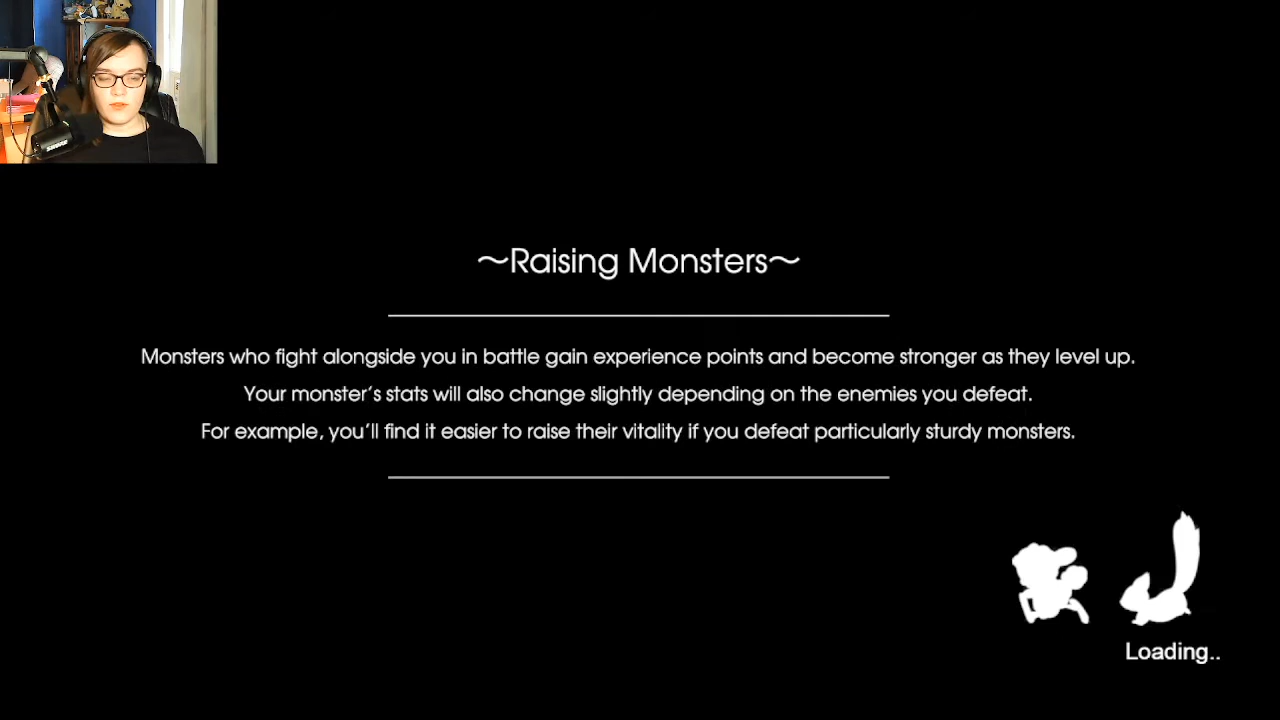 SHURE
～Raising Monsters～
Monsters who fight alongside you in battle gain experience points and become stronger as they level up.
Your monster's stats will also change slightly depending on the enemies you defeat.
For example, you'll find it easier to raise their vitality if you defeat particularly sturdy monsters.
Loading..